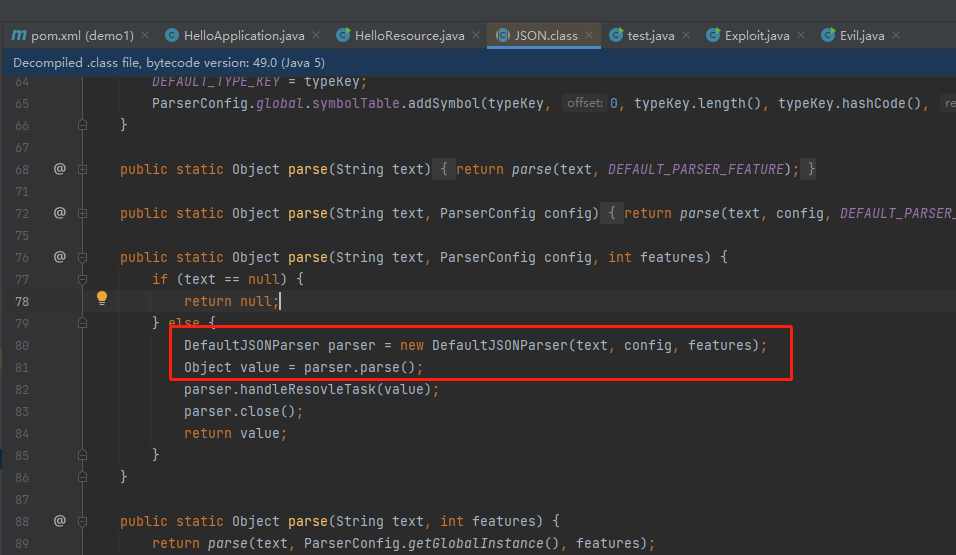 pom.xml (demo1) × HelloApplication.java × HelloResource.java × JSON.class × test.java × Exploit.java × Evil.java ×
Decompiled .class file, bytecode version: 49.0 (Java 5)
64 DEFAULT_TYPE_KEY = typeKey;
65 ParserConfig.global.symbolTable.addSymbol(typeKey, offset: 0, typeKey.length(), typeKey.hashCode(), re
66 }
67
68 @ public static Object parse(String text) { return parse(text, DEFAULT_PARSER_FEATURE); }
71
72 @ public static Object parse(String text, ParserConfig config) { return parse(text, config, DEFAULT_PARSER_
75
76 @ public static Object parse(String text, ParserConfig config, int features) {
77 if (text == null) {
78 return null;
79 } else {
80 DefaultJSONParser parser = new DefaultJSONParser(text, config, features);
81 Object value = parser.parse();
82 parser.handleResovleTask(value);
83 parser.close();
84 return value;
85 }
86 }
87
88 @ public static Object parse(String text, int features) {
89 return parse(text, ParserConfig.getGlobalInstance(), features);